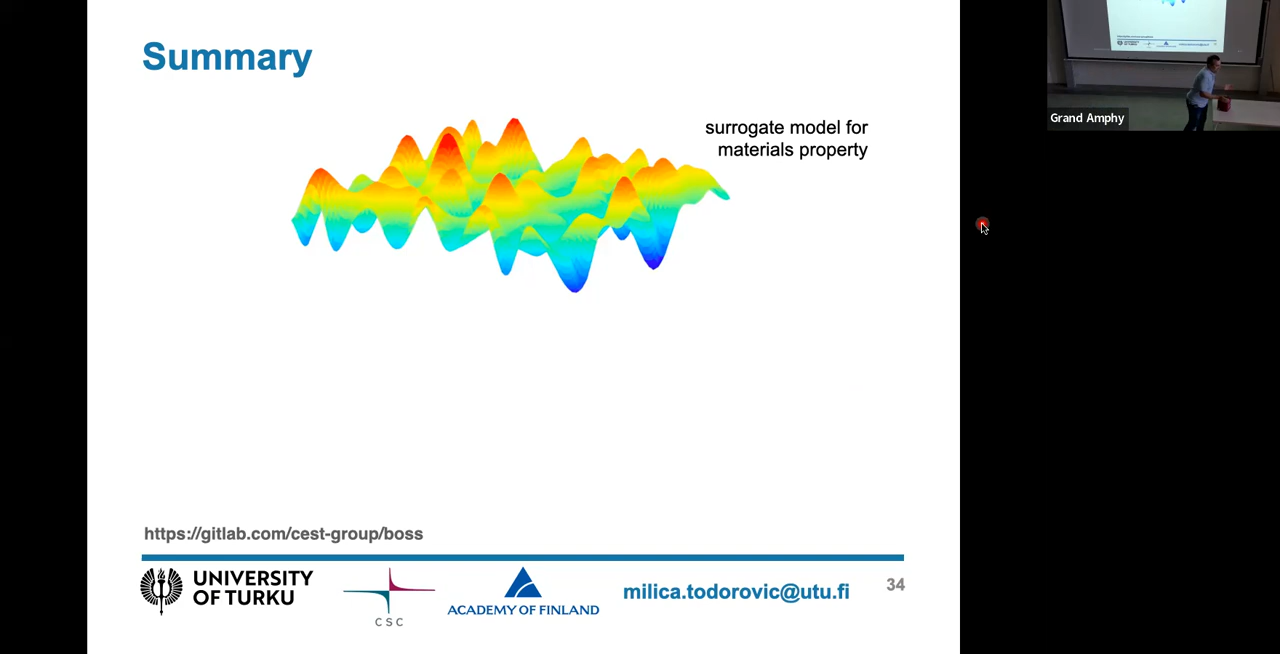 Summary
surrogate model for
materials property
Grand Amphy
https://gitlab.com/cest-group/boss
UNIVERSITY
OF TURKU
CSC
ACADEMY OF FINLAND
milica.todorovic@utu.fi
34